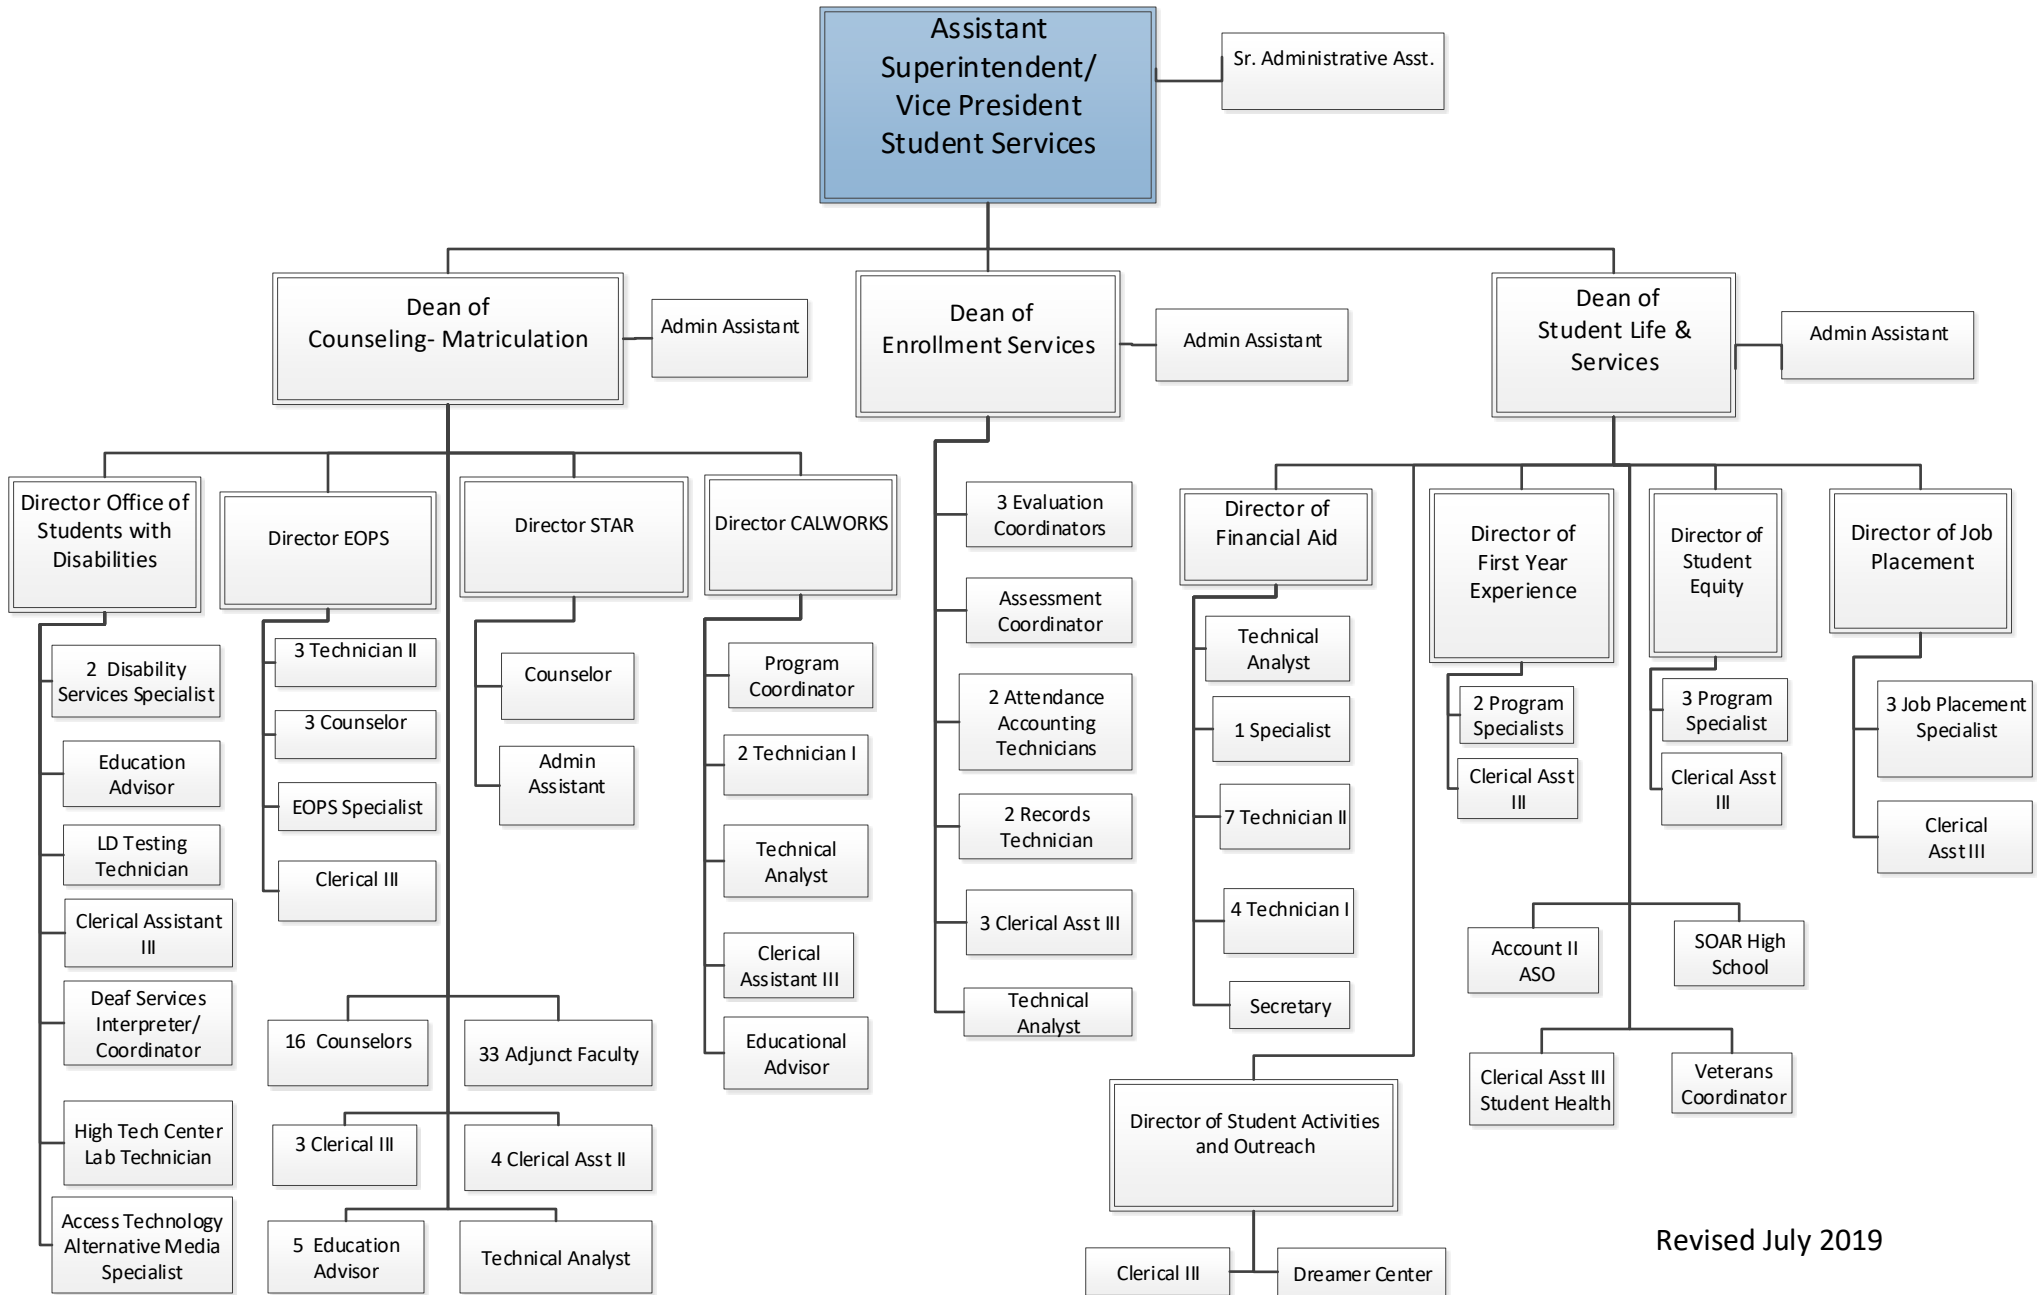 Assistant
Superintendent/
Vice President
Student Services
Sr. Administrative Asst.
Dean of
Counseling- Matriculation
Admin Assistant
Dean of
Enrollment Services
Admin Assistant
Dean of
Student Life &
Services
Admin Assistant
Director Office of
Students with
Disabilities
Director EOPS
Director STAR
Director CALWORKS
2  Disability
Services Specialist
Education
Advisor
LD Testing
Technician
Clerical Assistant
III
Deaf Services
Interpreter/
Coordinator
High Tech Center
Lab Technician
Access Technology
Alternative Media
Specialist
3 Technician II
3 Counselor
EOPS Specialist
Clerical III
Counselor
Admin
Assistant
Program
Coordinator
2 Technician I
Technical
Analyst
Clerical
Assistant III
Educational
Advisor
16  Counselors
33 Adjunct Faculty
3 Clerical III
4 Clerical Asst II
5  Education
Advisor
Technical Analyst
3 Evaluation
Coordinators
Assessment
Coordinator
2 Attendance
Accounting
Technicians
2 Records
Technician
3 Clerical Asst III
Technical
Analyst
Director of
Financial Aid
Director of
First Year
Experience
Director of
Student
Equity
Director of Job
Placement
Technical
Analyst
1 Specialist
7 Technician II
4 Technician I
Secretary
2 Program
Specialists
Clerical Asst
III
3 Program
Specialist
Clerical Asst
III
3 Job Placement
Specialist
Clerical
Asst III
Account II
ASO
SOAR High
School
Clerical Asst III
Student Health
Veterans
Coordinator
Director of Student Activities
and Outreach
Clerical III
Dreamer Center
Revised July 2019